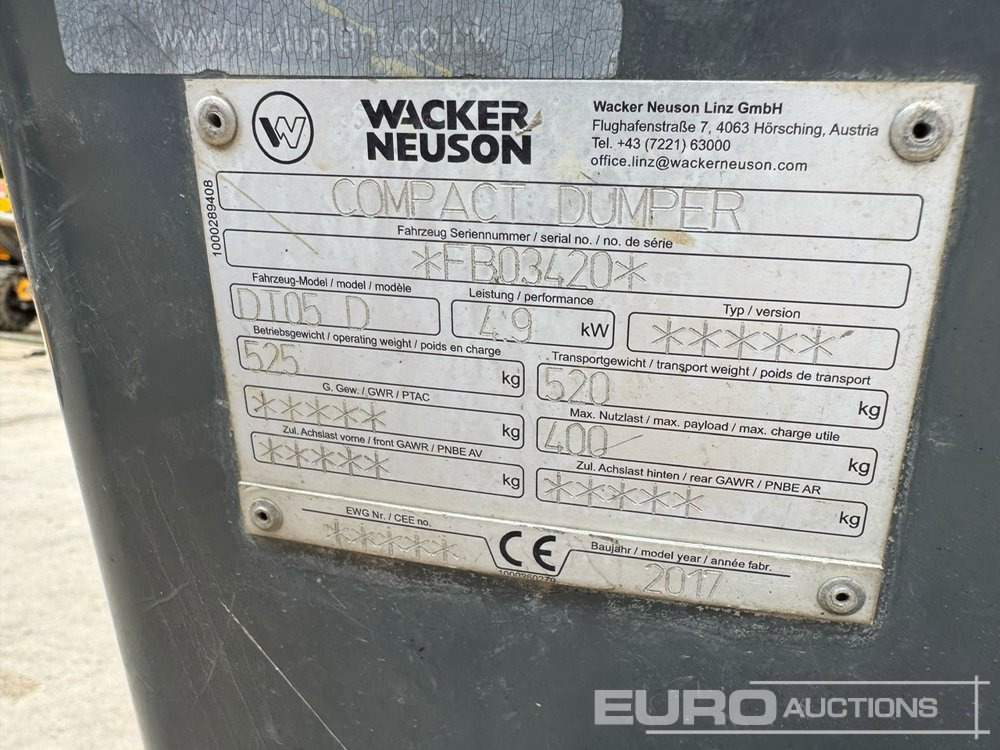 www.multiplant.co.uk
W
WACKER
NEUSON
Wacker Neuson Linz GmbH
Flughafenstraße 7, 4063 Hörsching, Austria
Tel. +43 (7221) 63000
office.linz@wackerneuson.com
1000289408
COMPACT DUMPER
Fahrzeug Seriennummer / serial no. / no. de série
*FB03420*
Fahrzeug-Model / model / modèle
DT05 D
Leistung / performance
4.9 kW
Typ / version
*****
Betriebsgewicht / operating weight / poids en charge
525 kg
Transportgewicht / transport weight / poids de transport
520 kg
G. Gew. / GWR / PTAC
***** kg
Max. Nutzlast / max. payload / max. charge utile
400 kg
Zul. Achslast vorne / front GAWR / PNBE AV
***** kg
Zul. Achslast hinten / rear GAWR / PNBE AR
***** kg
EWG Nr. / CEE no.
*****
CE
1000360279
Baujahr / model year / année fabr.
2017
EURO AUCTIONS